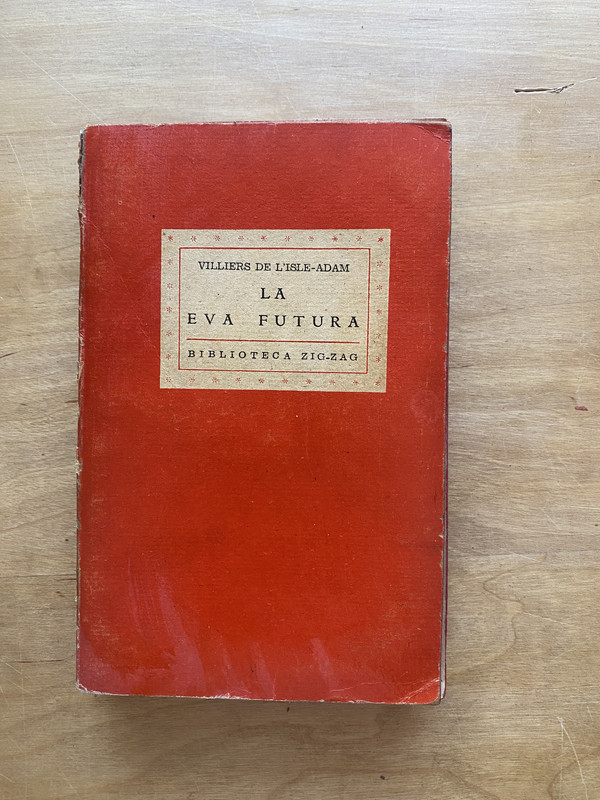 VILLIERS DE L'ISLE-ADAM
LA
EVA FUTURA
BIBLIOTECA ZIG-ZAG